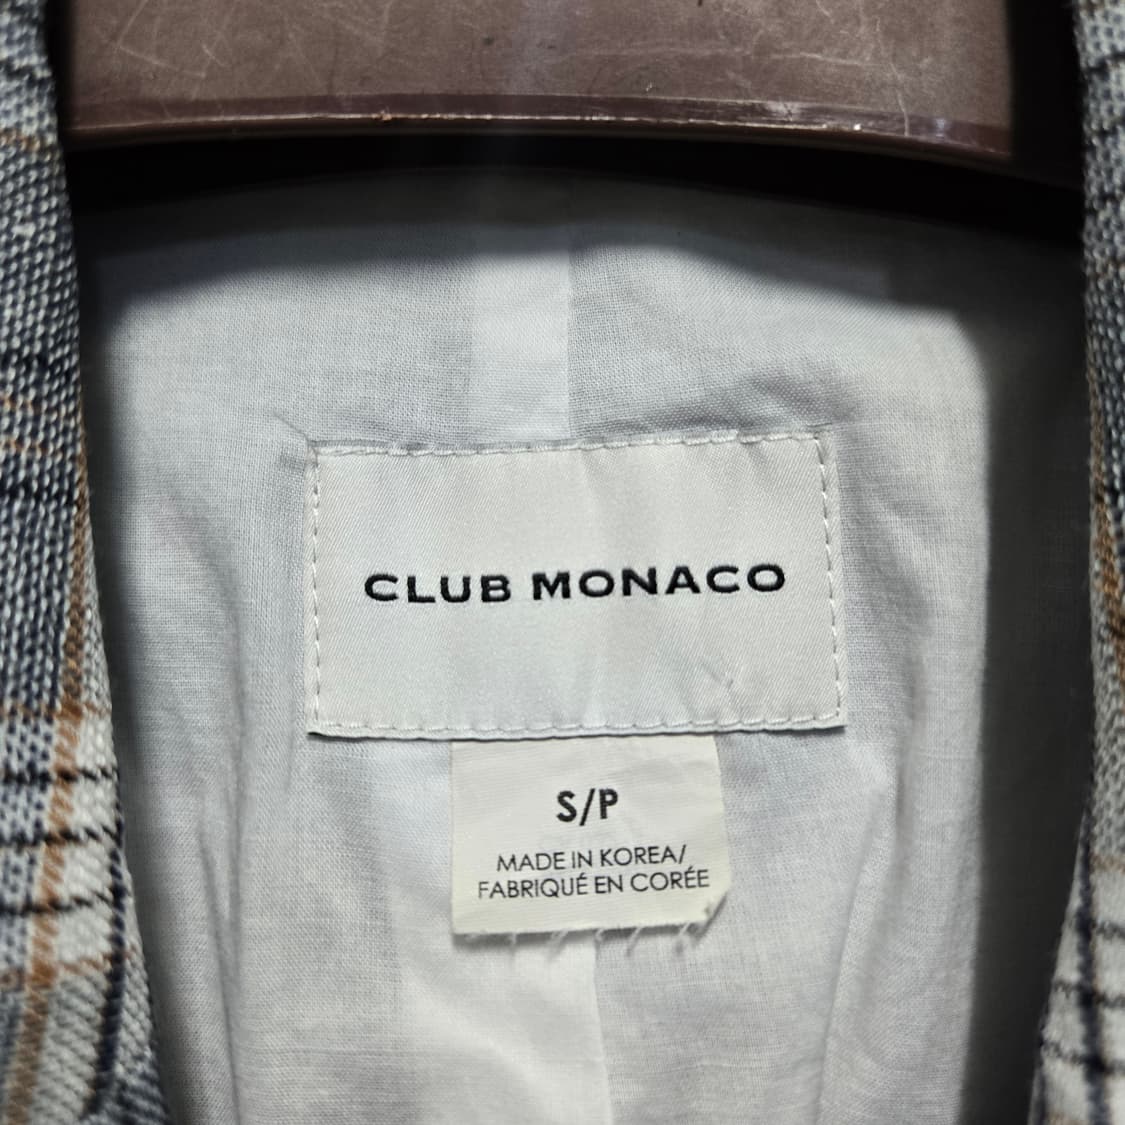 CLUB MONACO
S/P
MADE IN KOREA/
FABRIQUÉ EN CORÉE